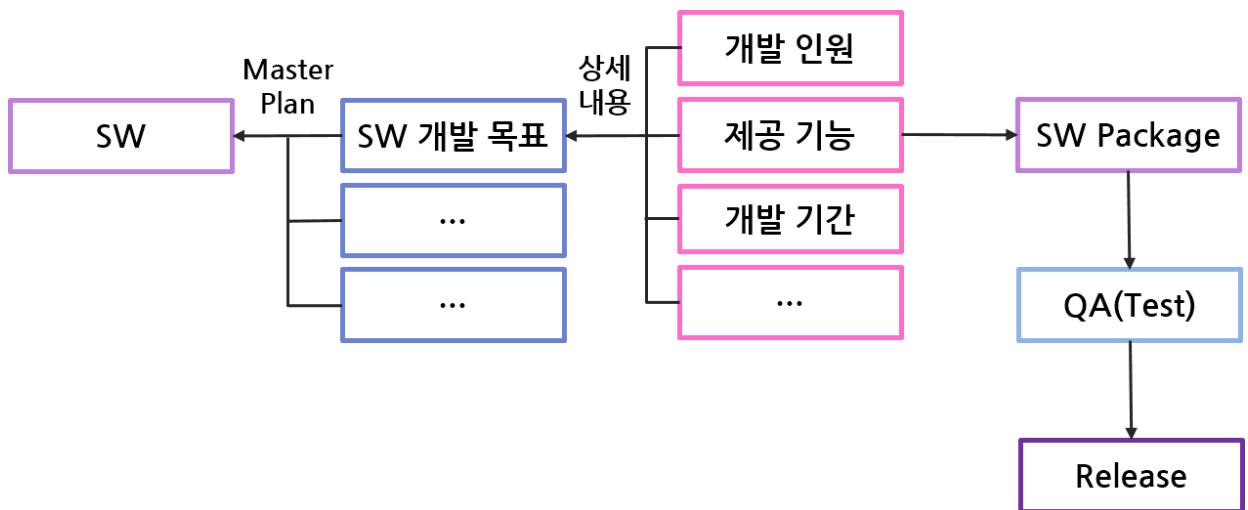 개발 인원
Master
Plan
상세
내용
SW
SW 개발 목표
제공 기능
SW Package
...
개발 기간
...
...
QA(Test)
Release